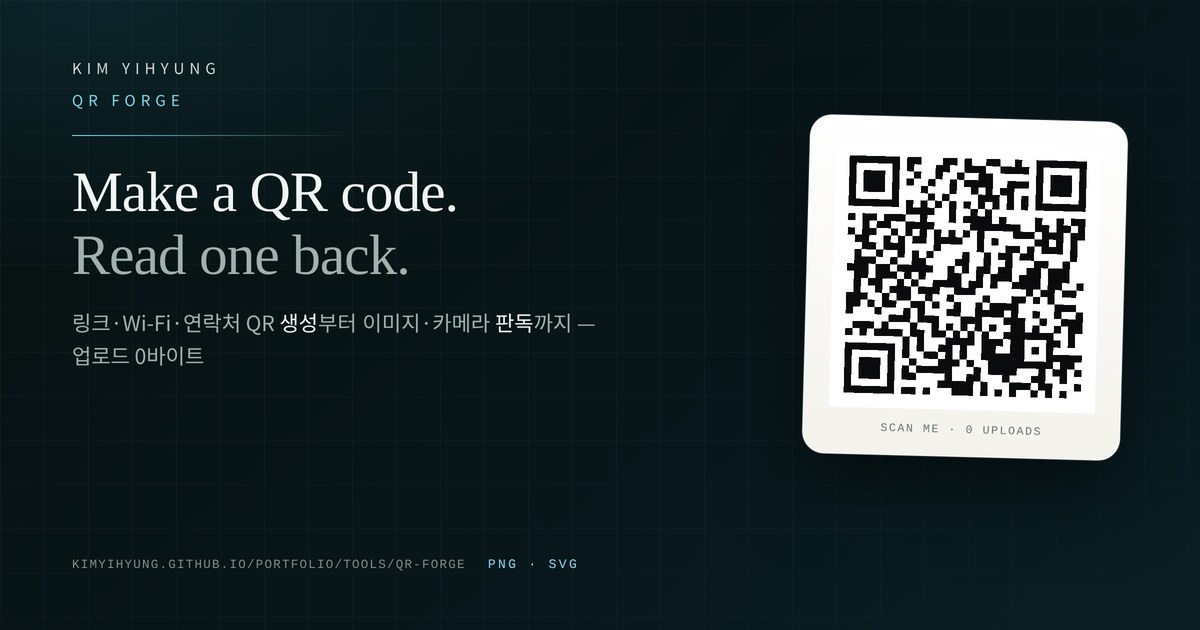 KIM YIHYUNG
QR FORGE
Make a QR code.
Read one back.
링크·Wi-Fi·연락처 QR 생성부터 이미지·카메라 판독까지 —
업로드 0바이트
SCAN ME · 0 UPLOADS
KIMYIHYUNG.GITHUB.IO/PORTFOLIO/TOOLS/QR-FORGE PNG · SVG